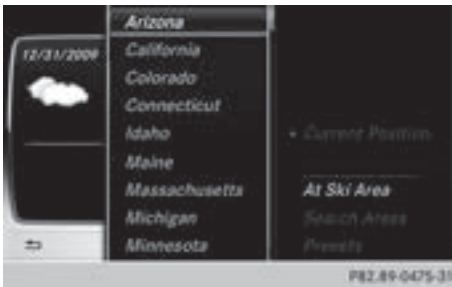 12/31/2009
Arizona
California
Colorado
Connecticut
Idaho
Maine
Massachusetts
Michigan
Minnesota
Current Position
At Ski Area
Search Areas
Presets
P82.89-0475-31